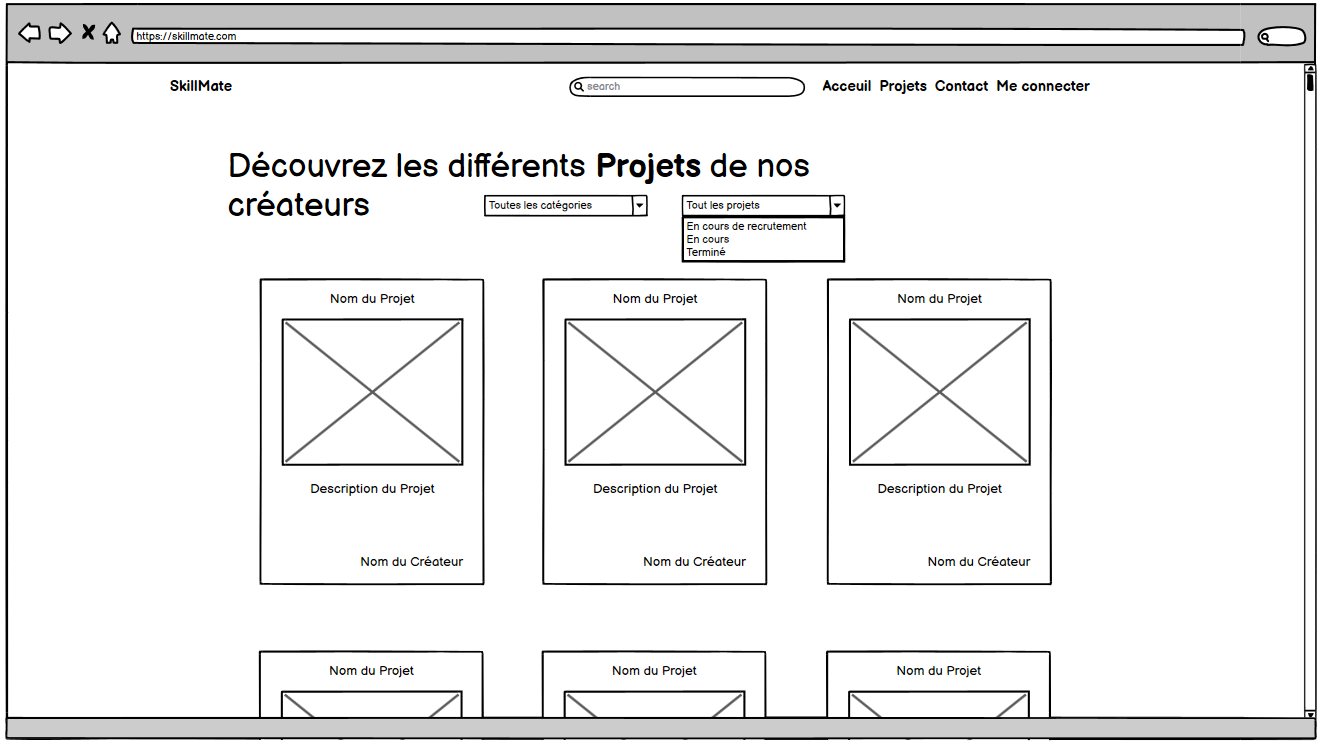 https://skillmate.com
SkillMate
search
Acceuil Projets Contact Me connecter
Découvrez les différents Projets de nos
créateurs
Toutes les catégories
Tout les projets
En cours de recrutement
En cours
Terminé
Nom du Projet
Description du Projet
Nom du Créateur
Nom du Projet
Description du Projet
Nom du Créateur
Nom du Projet
Description du Projet
Nom du Créateur
Nom du Projet
Nom du Projet
Nom du Projet